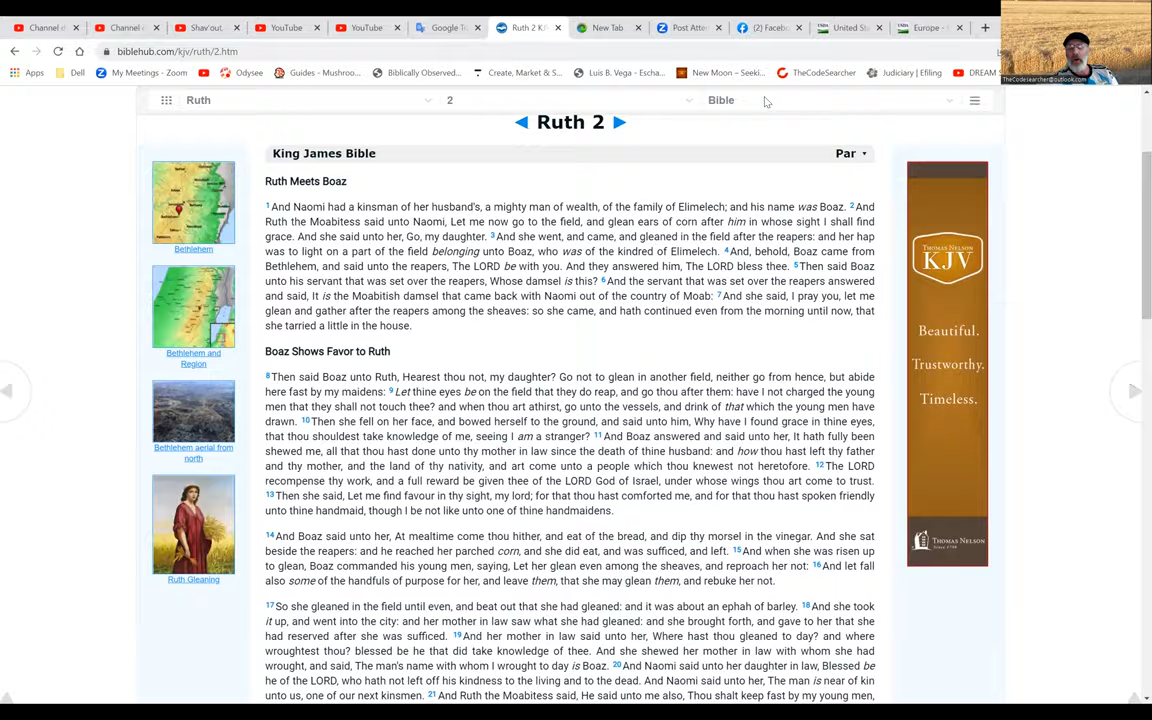 Channel d
Channel d
Shav'out
YouTube
YouTube
Google To
Ruth 2 KJ
New Tab
Post Atte
(2) Faceb
United St
Europe -
biblehub.com/kjv/ruth/2.htm
Apps
Dell
My Meetings - Zoom
Odysee
Guides - Mushroo...
Biblically Observed...
Create, Market & S...
Luis B. Vega - Escha...
New Moon – Seeki...
TheCodeSearcher
Judiciary | Efiling
DREAM S
TheCodesearcher@outlook.com
Ruth
2
Bible
Ruth 2
King James Bible
Par
Ruth Meets Boaz
1And Naomi had a kinsman of her husband's, a mighty man of wealth, of the family of Elimelech; and his name was Boaz. 2And
Ruth the Moabitess said unto Naomi, Let me now go to the field, and glean ears of corn after him in whose sight I shall find
grace. And she said unto her, Go, my daughter. 3And she went, and came, and gleaned in the field after the reapers: and her hap
was to light on a part of the field belonging unto Boaz, who was of the kindred of Elimelech. 4And, behold, Boaz came from
Bethlehem, and said unto the reapers, The LORD be with you. And they answered him, The LORD bless thee. 5Then said Boaz
unto his servant that was set over the reapers, Whose damsel is this? 6And the servant that was set over the reapers answered
and said, It is the Moabitish damsel that came back with Naomi out of the country of Moab: 7And she said, I pray you, let me
glean and gather after the reapers among the sheaves: so she came, and hath continued even from the morning until now, that
she tarried a little in the house.
Boaz Shows Favor to Ruth
8Then said Boaz unto Ruth, Hearest thou not, my daughter? Go not to glean in another field, neither go from hence, but abide
here fast by my maidens: 9Let thine eyes be on the field that they do reap, and go thou after them: have I not charged the young
men that they shall not touch thee? and when thou art athirst, go unto the vessels, and drink of that which the young men have
drawn. 10Then she fell on her face, and bowed herself to the ground, and said unto him, Why have I found grace in thine eyes,
that thou shouldest take knowledge of me, seeing I am a stranger? 11And Boaz answered and said unto her, It hath fully been
shewed me, all that thou hast done unto thy mother in law since the death of thine husband: and how thou hast left thy father
and thy mother, and the land of thy nativity, and art come unto a people which thou knewest not heretofore. 12The LORD
recompense thy work, and a full reward be given thee of the LORD God of Israel, under whose wings thou art come to trust.
13Then she said, Let me find favour in thy sight, my lord; for that thou hast comforted me, and for that thou hast spoken friendly
unto thine handmaid, though I be not like unto one of thine handmaidens.
14And Boaz said unto her, At mealtime come thou hither, and eat of the bread, and dip thy morsel in the vinegar. And she sat
beside the reapers: and he reached her parched corn, and she did eat, and was sufficed, and left. 15And when she was risen up
to glean, Boaz commanded his young men, saying, Let her glean even among the sheaves, and reproach her not: 16And let fall
also some of the handfuls of purpose for her, and leave them, that she may glean them, and rebuke her not.
17So she gleaned in the field until even, and beat out that she had gleaned: and it was about an ephah of barley. 18And she took
it up, and went into the city: and her mother in law saw what she had gleaned: and she brought forth, and gave to her that she
had reserved after she was sufficed. 19And her mother in law said unto her, Where hast thou gleaned to day? and where
wroughtest thou? blessed be he that did take knowledge of thee. And she shewed her mother in law with whom she had
wrought, and said, The man's name with whom I wrought to day is Boaz. 20And Naomi said unto her daughter in law, Blessed be
he of the LORD, who hath not left off his kindness to the living and to the dead. And Naomi said unto her, The man is near of kin
unto us, one of our next kinsmen. 21And Ruth the Moabitess said, He said unto me also, Thou shalt keep fast by my young men,
Bethlehem
Bethlehem and
Region
Bethlehem aerial from
north
Ruth Gleaning
THOMAS NELSON
KJV
Beautiful.
Trustworthy.
Timeless.
THOMAS NELSON
Since 1798